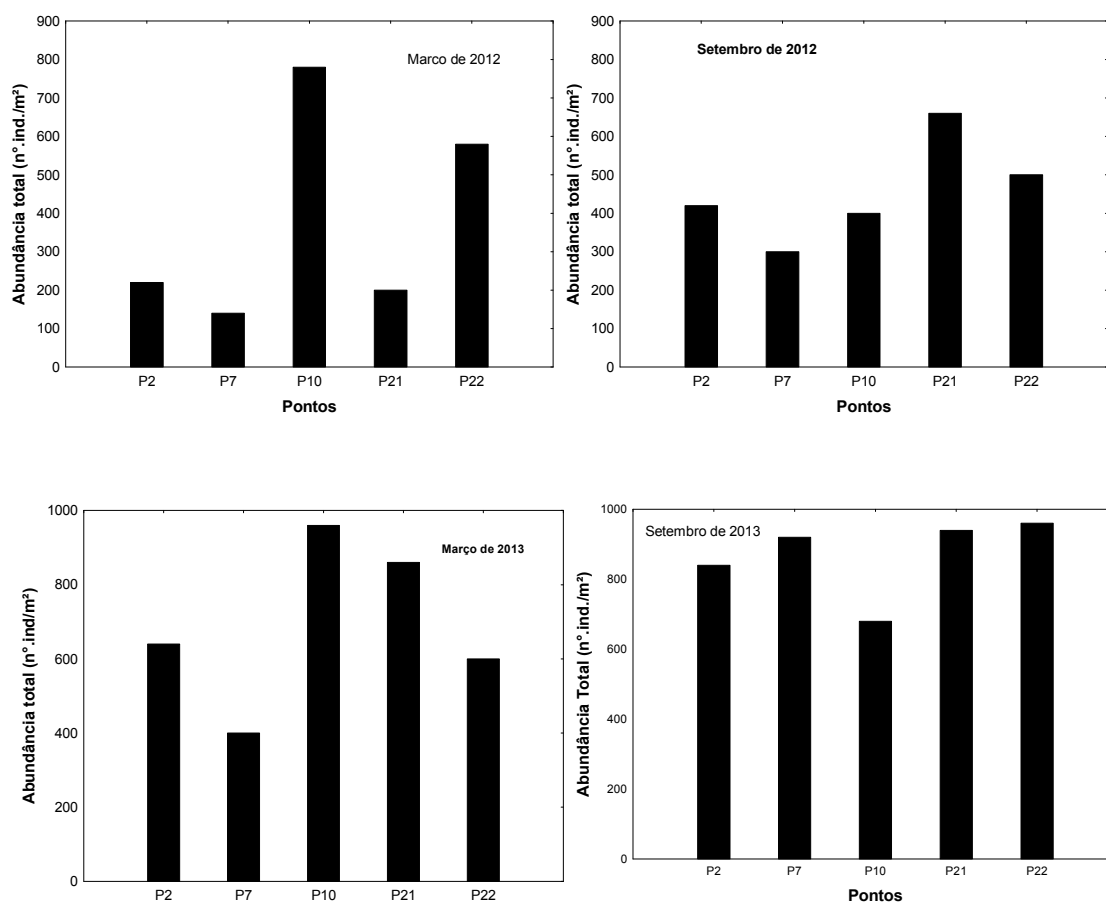 Abundância total (n°.ind./m²)
900
800
700
600
500
400
300
200
100
0
Marco de 2012
P2 P7 P10 P21 P22
Pontos
Abundância total (n°.ind./m²)
900
800
700
600
500
400
300
200
100
0
Setembro de 2012
P2 P7 P10 P21 P22
Pontos
Abundância total (n°.ind/m²)
1000
800
600
400
200
0
Março de 2013
P2 P7 P10 P21 P22
Abundância Total (n°.ind./m²)
1000
800
600
400
200
0
Setembro de 2013
P2 P7 P10 P21 P22
Pontos